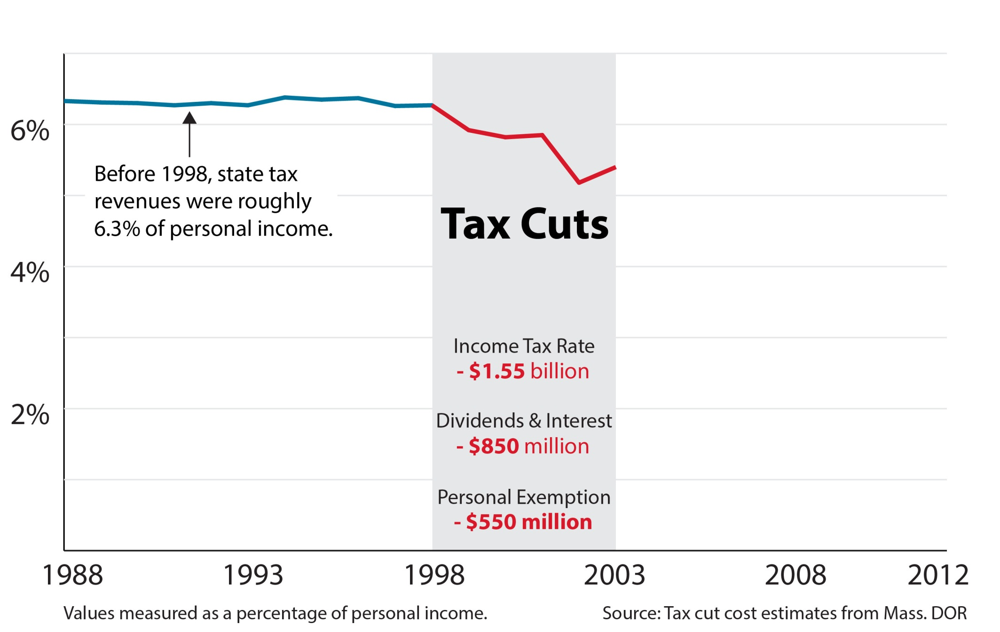 6%
4%
2%
Before 1998, state tax
revenues were roughly
6.3% of personal income.
Tax Cuts
Income Tax Rate
- $1.55 billion
Dividends & Interest
- $850 million
Personal Exemption
- $550 million
1988 1993 1998 2003 2008 2012
Values measured as a percentage of personal income.
Source: Tax cut cost estimates from Mass. DOR